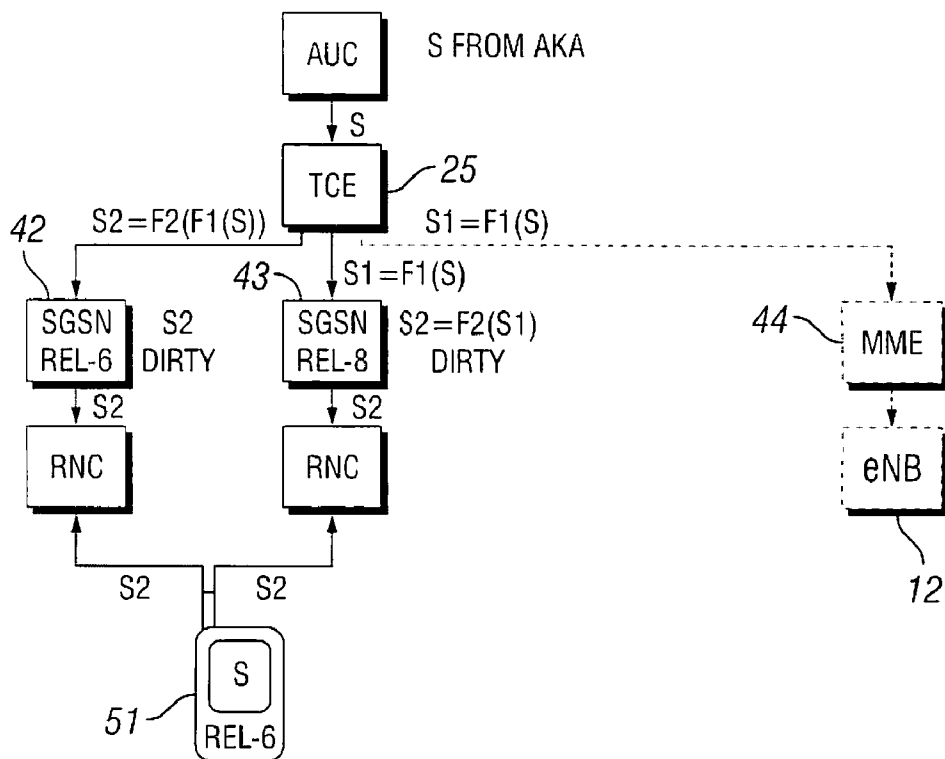 AUC
S FROM AKA
S
TCE
25
S2=F2(F1(S))
S1=F1(S)
42
43
S1=F1(S)
44
SGSN
REL-6
S2
DIRTY
SGSN
REL-8
S2=F2(S1)
DIRTY
MME
S2
S2
RNC
RNC
eNB
S2
S2
12
S
51
REL-6